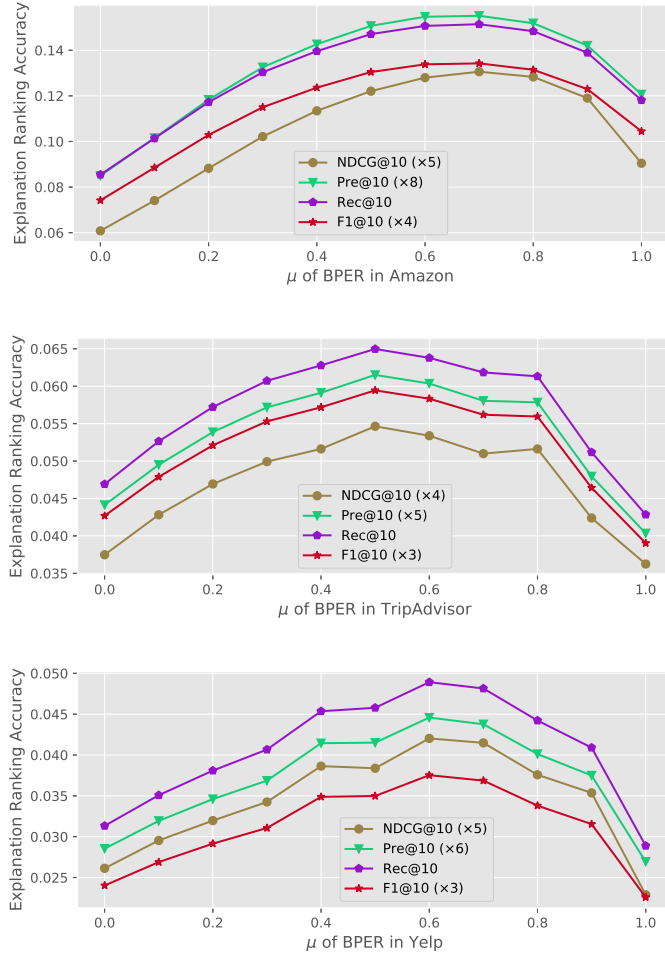 Explanation Ranking Accuracy
0.14
0.12
0.10
0.08
0.06
NDCG@10 (×5)
Pre@10 (×8)
Rec@10
F1@10 (×4)
0.0 0.2 0.4 0.6 0.8 1.0
μ of BPER in Amazon
Explanation Ranking Accuracy
0.065
0.060
0.055
0.050
0.045
0.040
0.035
NDCG@10 (×4)
Pre@10 (×5)
Rec@10
F1@10 (×3)
0.0 0.2 0.4 0.6 0.8 1.0
μ of BPER in TripAdvisor
Explanation Ranking Accuracy
0.050
0.045
0.040
0.035
0.030
0.025
NDCG@10 (×5)
Pre@10 (×6)
Rec@10
F1@10 (×3)
0.0 0.2 0.4 0.6 0.8 1.0
μ of BPER in Yelp